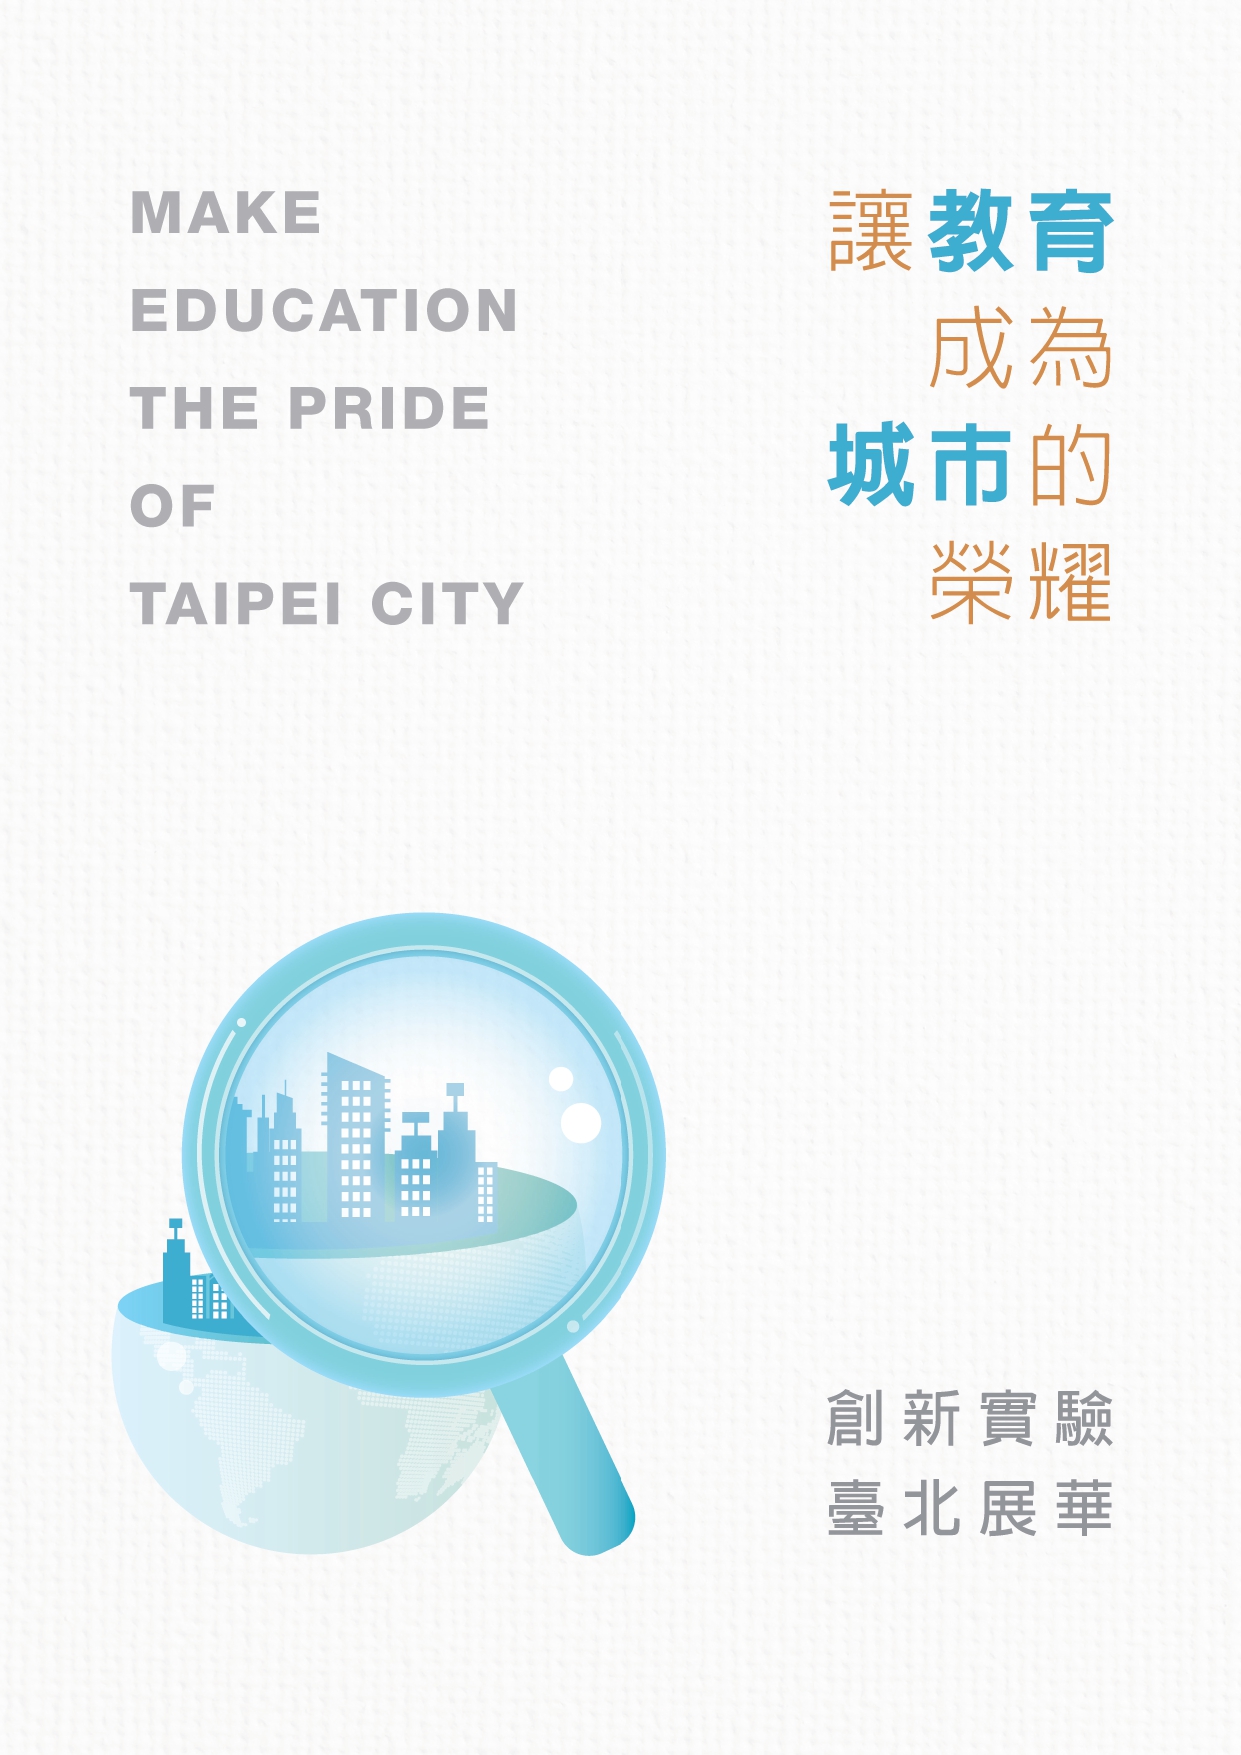 MAKE
EDUCATION
THE PRIDE
OF
TAIPEI CITY
讓教育
成為
城市的
榮耀
創新實驗
臺北展華